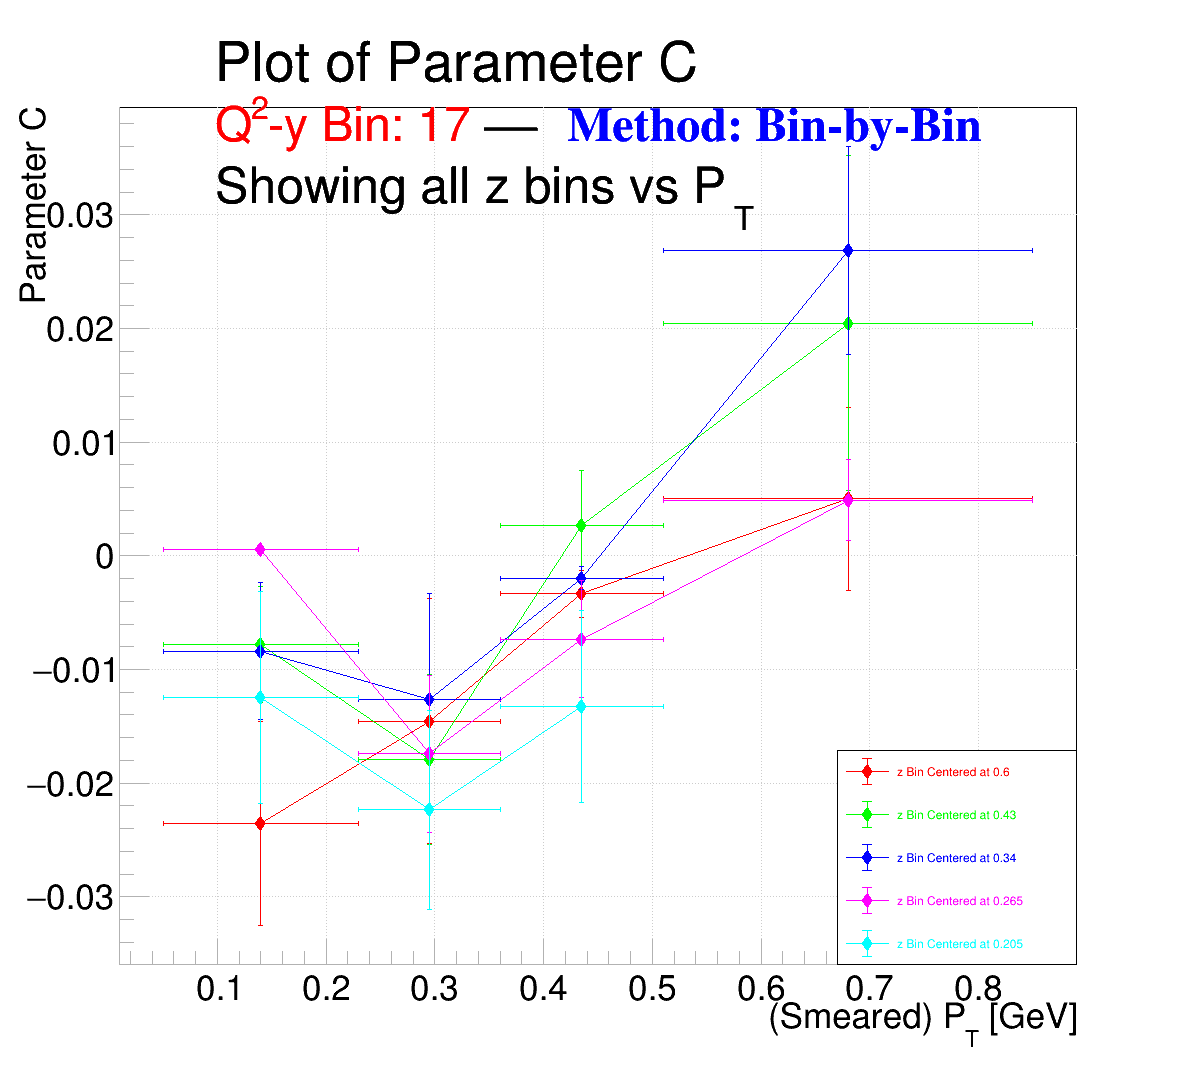 Plot of Parameter C
Q²-y Bin: 17 — Method: Bin-by-Bin
Showing all z bins vs P_T
Parameter C
0.03
0.02
0.01
0
−0.01
−0.02
−0.03
z Bin Centered at 0.6
z Bin Centered at 0.43
z Bin Centered at 0.34
z Bin Centered at 0.265
z Bin Centered at 0.205
0.1 0.2 0.3 0.4 0.5 0.6 0.7 0.8
(Smeared) P_T [GeV]